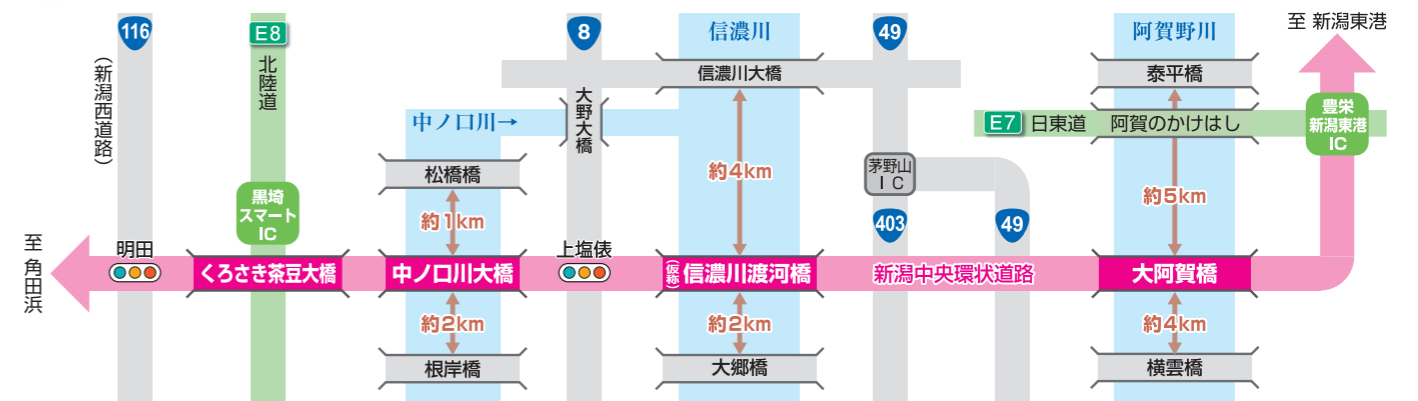 116
E8
8
信濃川
49
阿賀野川
至 新潟東港
(新潟西道路)
北陸道
大野大橋
信濃川大橋
泰平橋
中ノ口川→
E7 日東道
阿賀のかけはし
豊栄
新潟東港
IC
松橋橋
約4km
茅野山
IC
約5km
黒埼
スマート
IC
約1km
403
49
至 角田浜
明田
上塩俵
くろさき茶豆大橋
中ノ口川大橋
(仮称)信濃川渡河橋
新潟中央環状道路
大阿賀橋
約2km
約2km
約4km
根岸橋
大郷橋
横雲橋